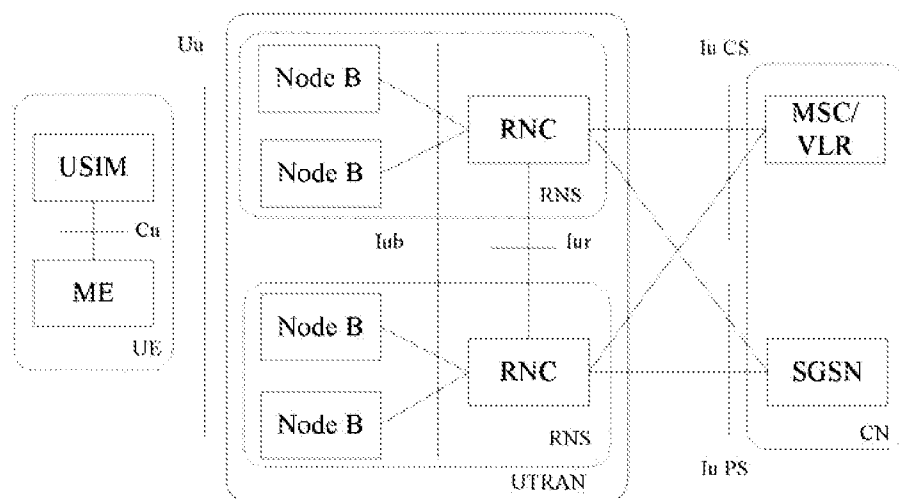 Uu
Iu CS
Node B
Node B
RNC
RNS
MSC/
VLR
USIM
Cu
ME
UE
Iub
Iur
Node B
Node B
RNC
RNS
UTRAN
SGSN
CN
Iu PS